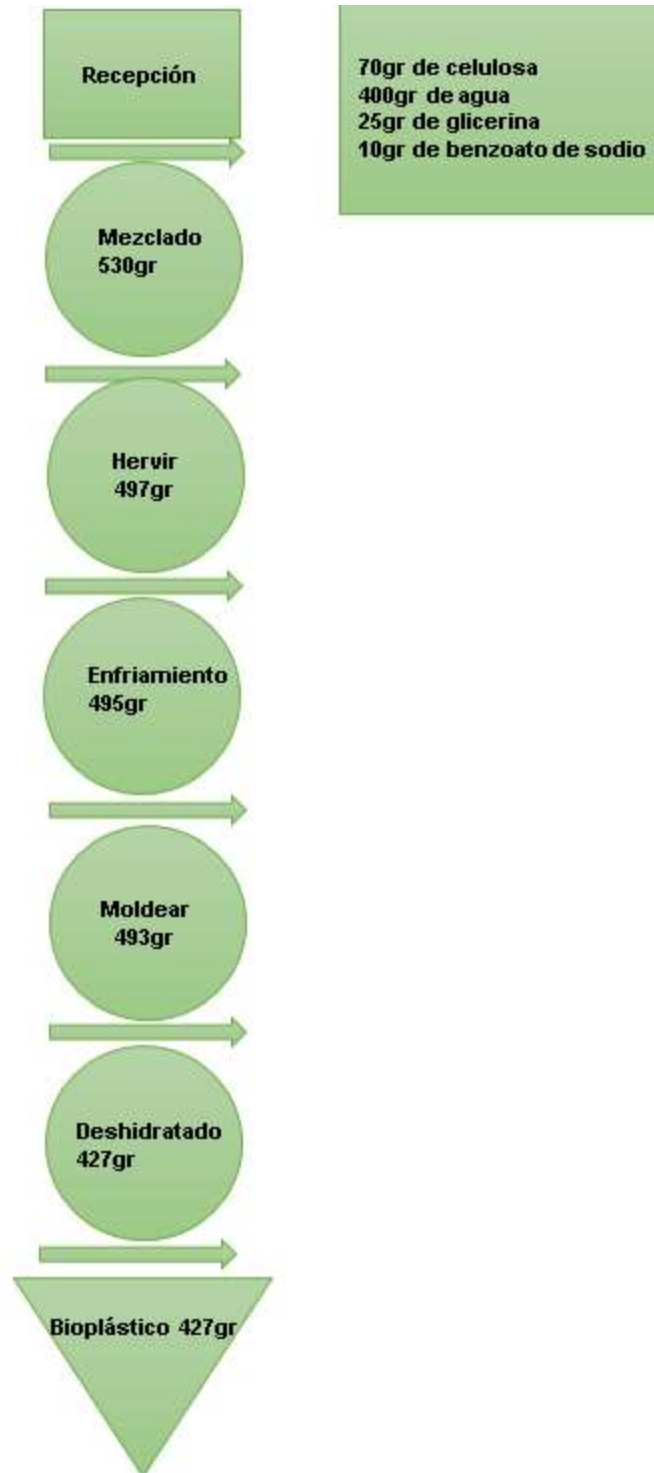 Recepción
70gr de celulosa
400gr de agua
25gr de glicerina
10gr de benzoato de sodio
Mezclado
530gr
Hervir
497gr
Enfriamiento
495gr
Moldear
493gr
Deshidratado
427gr
Bioplástico 427gr